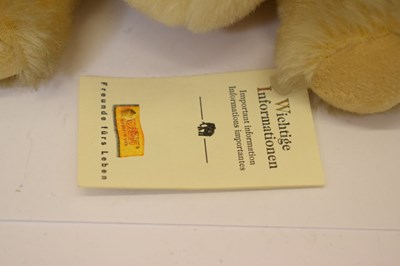 Wichtige
Informationen
Important information
Informations importantes
Freunde fürs Leben